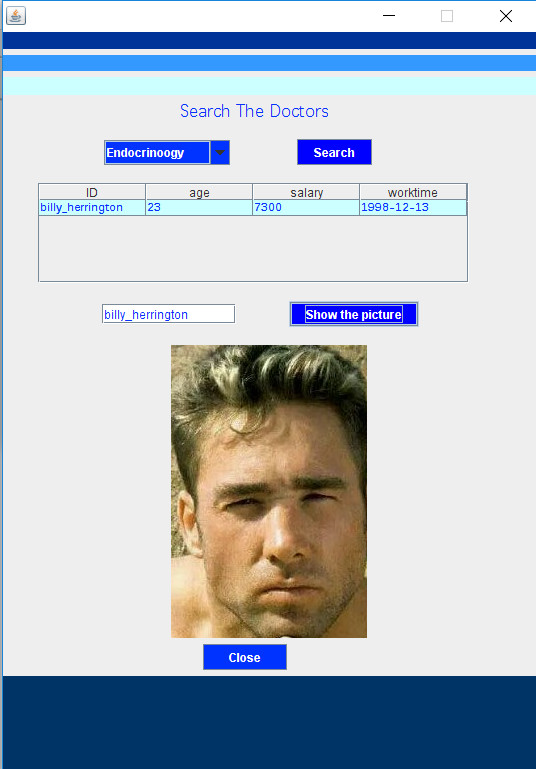 Search The Doctors
Endocrinoogy Search
ID age salary worktime
billy_herrington 23 7300 1998-12-13
billy_herrington Show the picture
Close